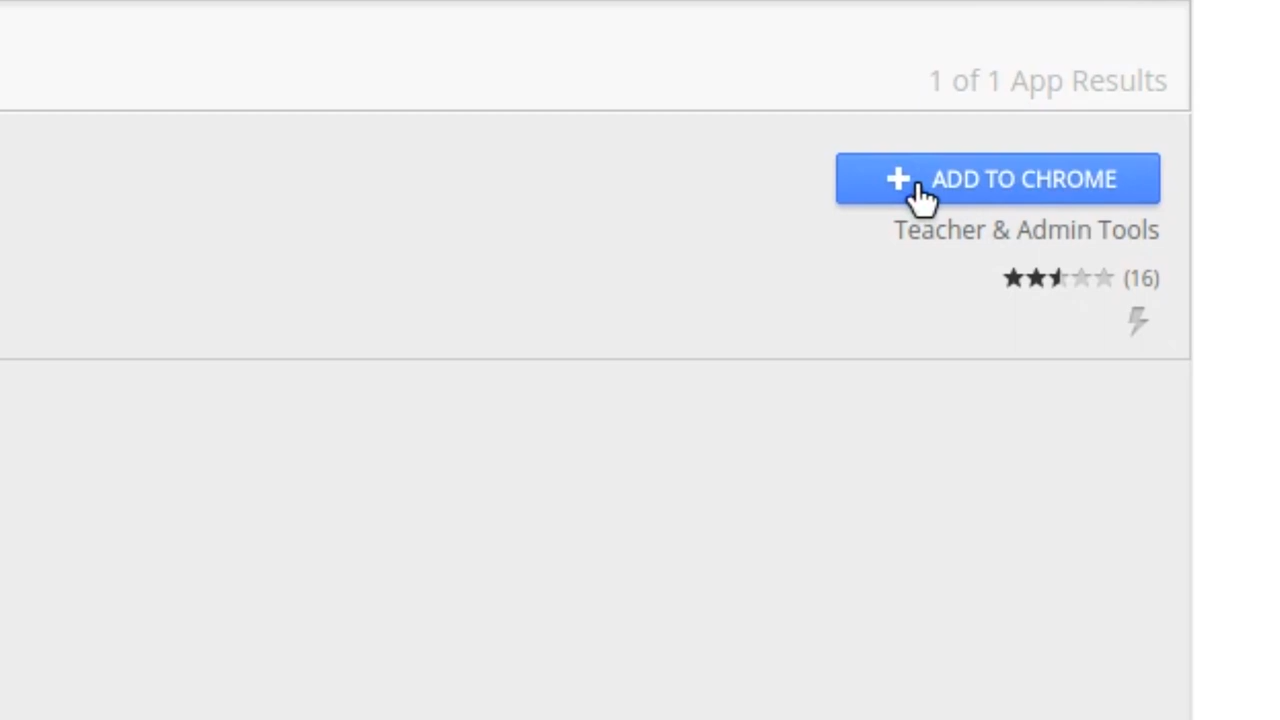 1 of 1 App Results
ADD TO CHROME
Teacher & Admin Tools
(16)